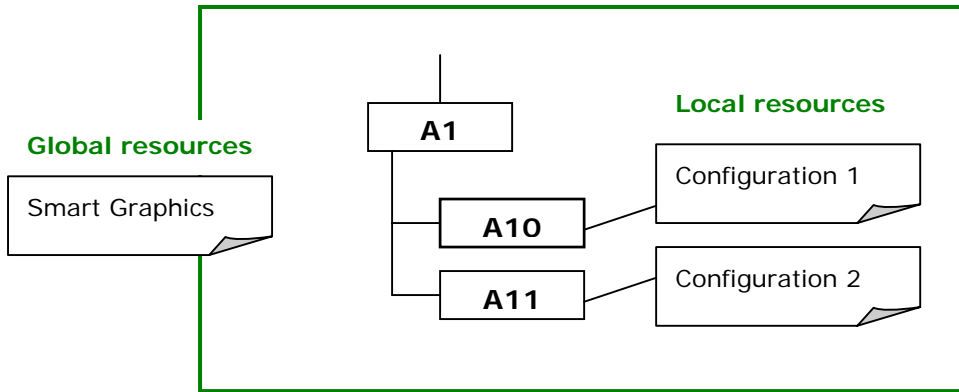 Local resources
A1
Global resources
Configuration 1
Smart Graphics
A10
Configuration 2
A11